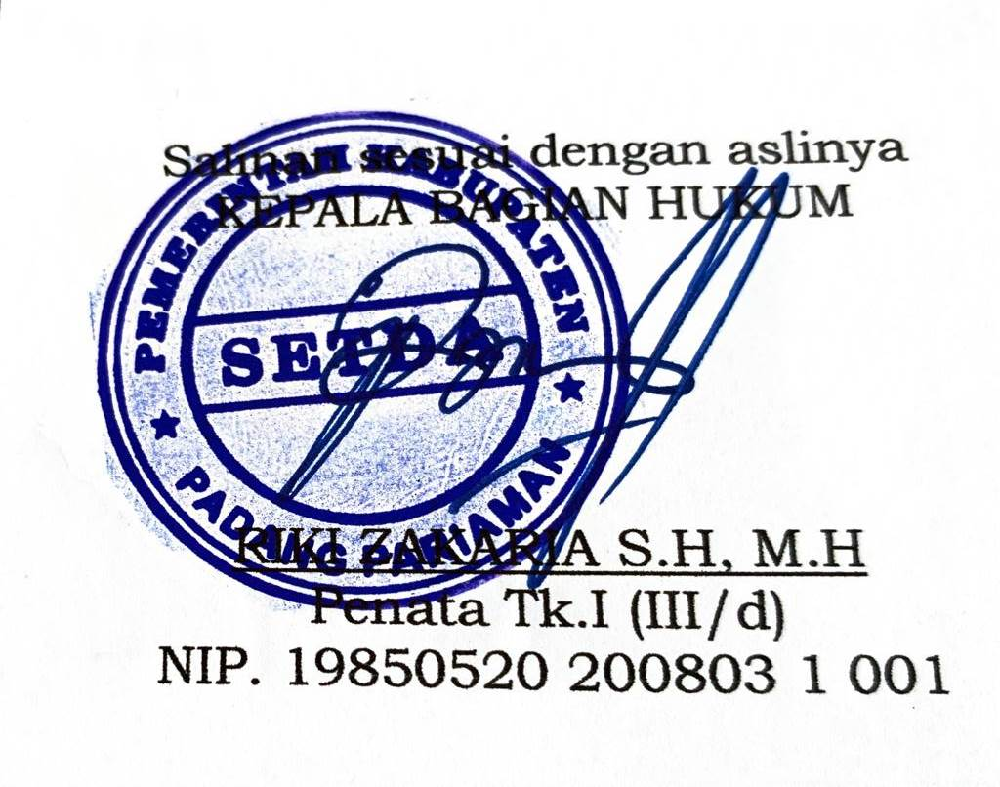 Salinan sesuai dengan aslinya
KEPALA BAGIAN HUKUM
PEMERINTAH KABUPATEN
SETDA
PADANG PARIAMAN
RIKI ZAKARIA S.H, M.H
Penata Tk.I (III/d)
NIP. 19850520 200803 1 001